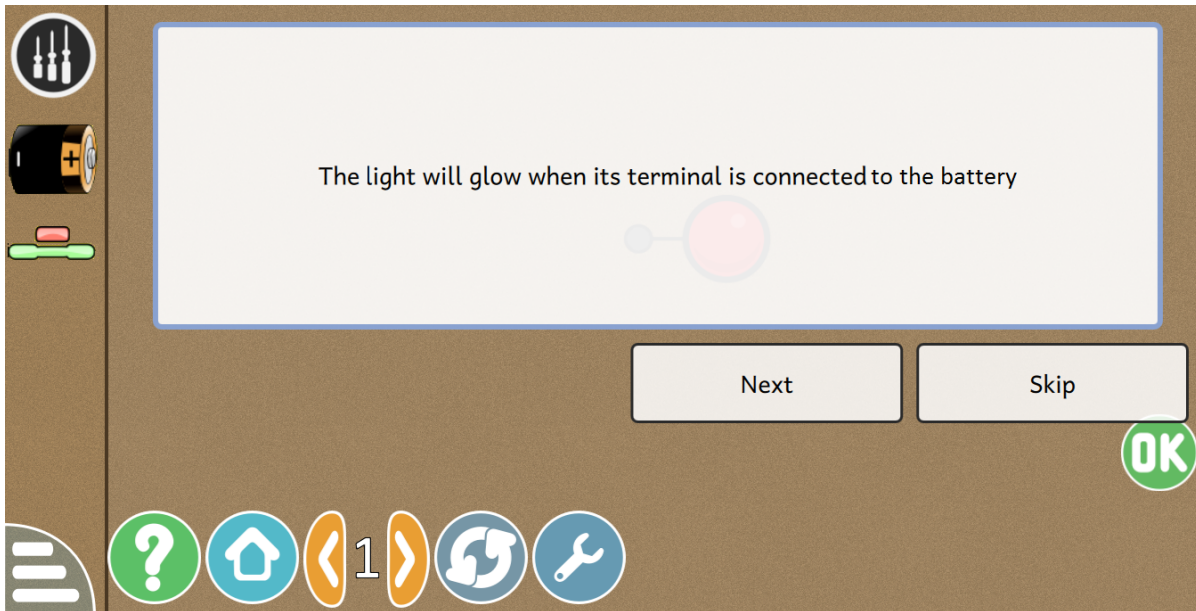 The light will glow when its terminal is connected to the battery
Next
Skip
OK
?
1